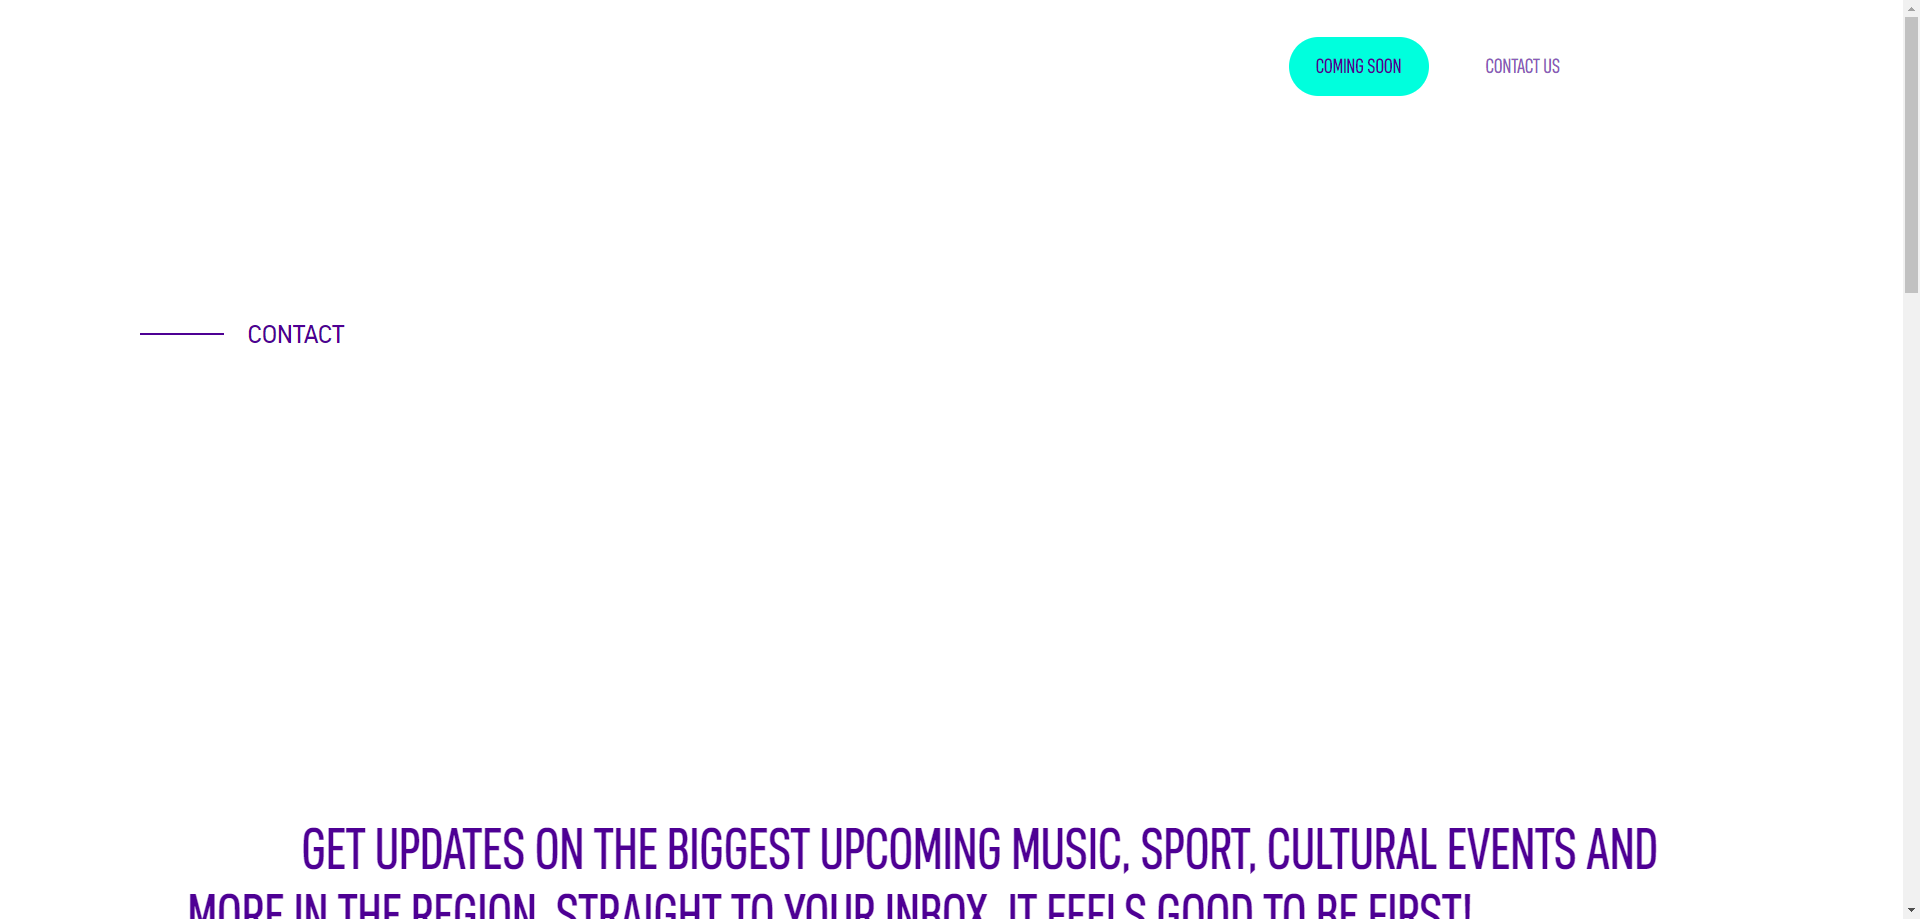 COMING SOON
CONTACT US
CONTACT
GET UPDATES ON THE BIGGEST UPCOMING MUSIC, SPORT, CULTURAL EVENTS AND
MORE IN THE REGION, STRAIGHT TO YOUR INBOX. IT FEELS GOOD TO BE FIRST!